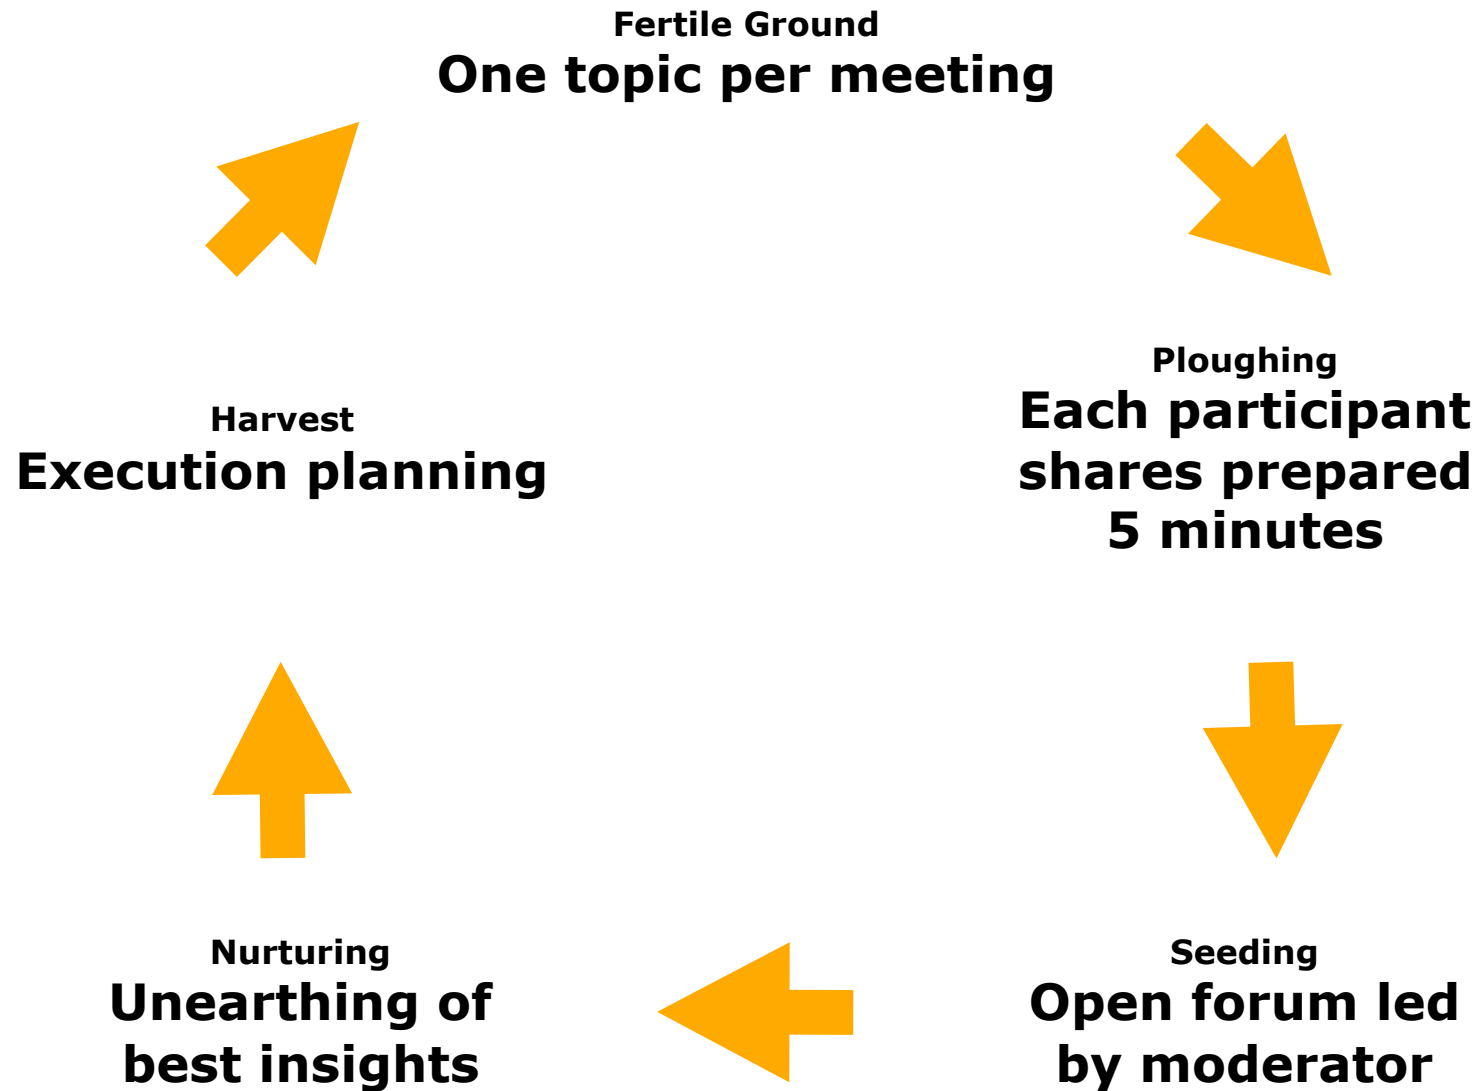 Fertile Ground
One topic per meeting
Ploughing
Each participant
shares prepared
5 minutes
Seeding
Open forum led
by moderator
Nurturing
Unearthing of
best insights
Harvest
Execution planning